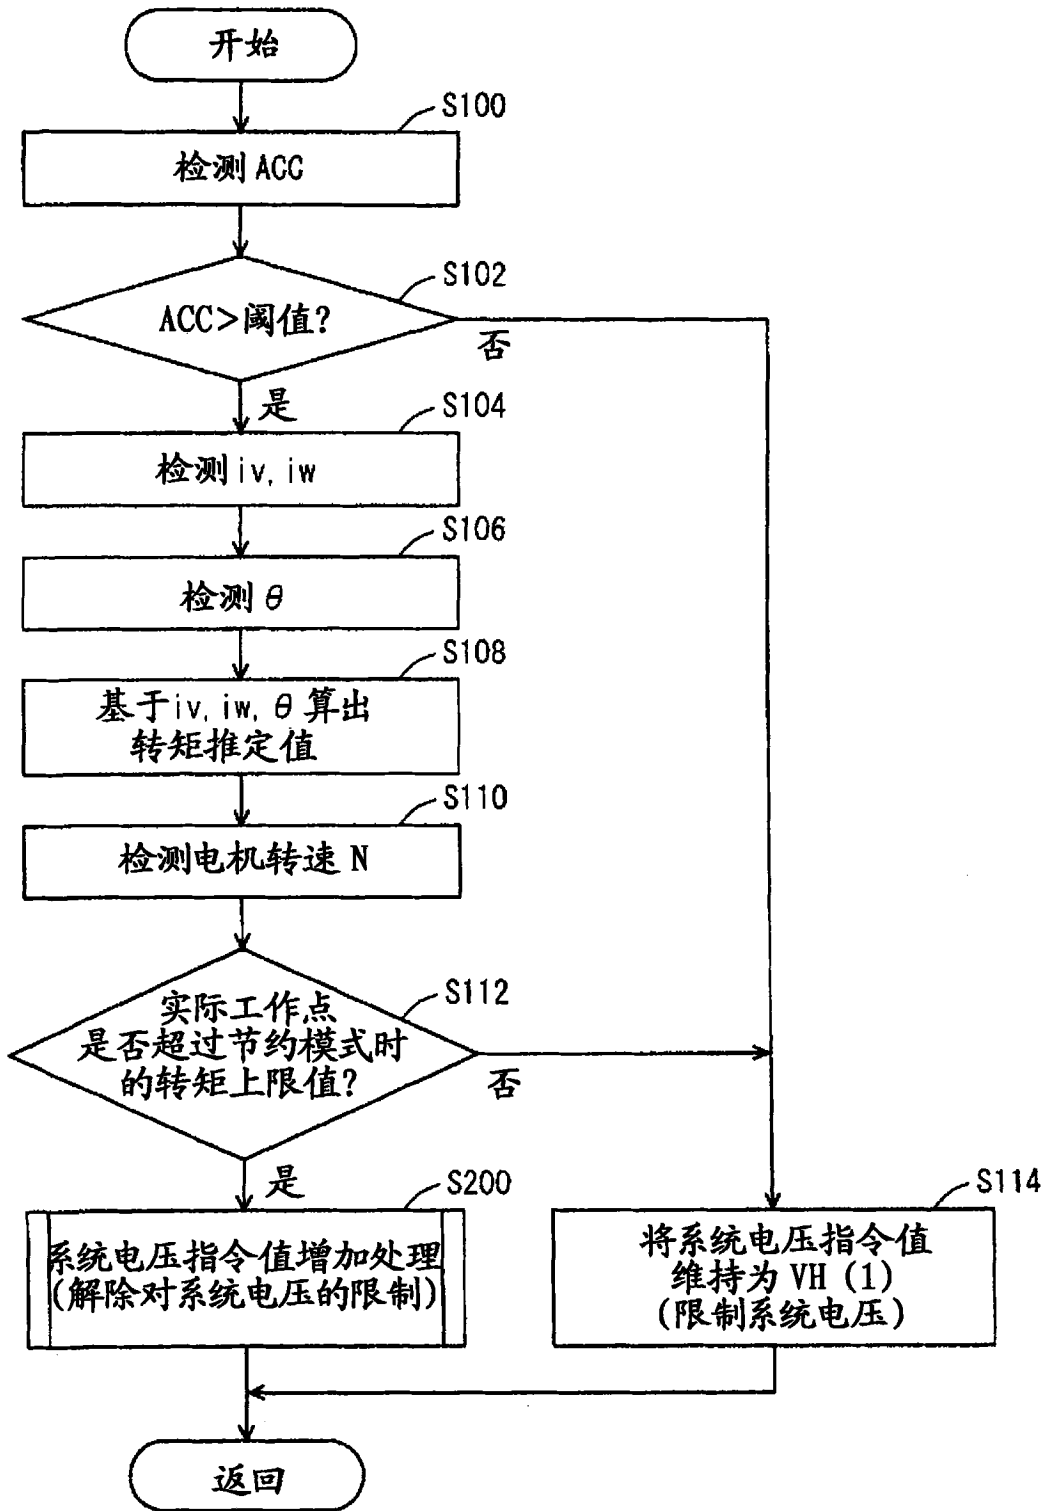 开始
S100
检测 ACC
S102
ACC>阈值?
否
是
S104
检测 iv, iw
S106
检测 θ
S108
基于iv, iw, θ 算出
转矩推定值
S110
检测电机转速 N
S112
实际工作点
是否超过节约模式时
的转矩上限值?
否
是
S200
系统电压指令值增加处理
(解除对系统电压的限制)
S114
将系统电压指令值
维持为 VH (1)
(限制系统电压)
返回